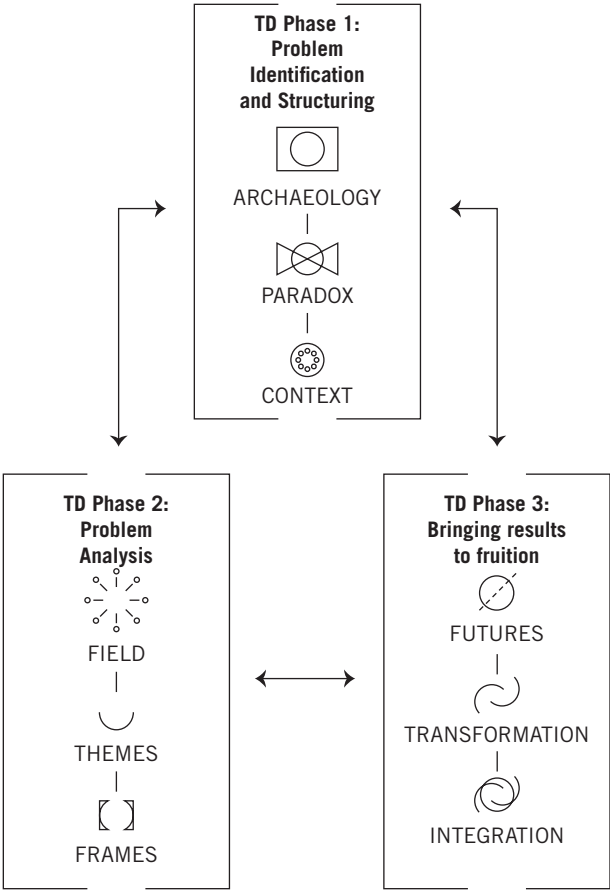 TD Phase 1:
Problem
Identification
and Structuring
ARCHAEOLOGY
PARADOX
CONTEXT
TD Phase 2:
Problem
Analysis
FIELD
THEMES
FRAMES
TD Phase 3:
Bringing results
to fruition
FUTURES
TRANSFORMATION
INTEGRATION